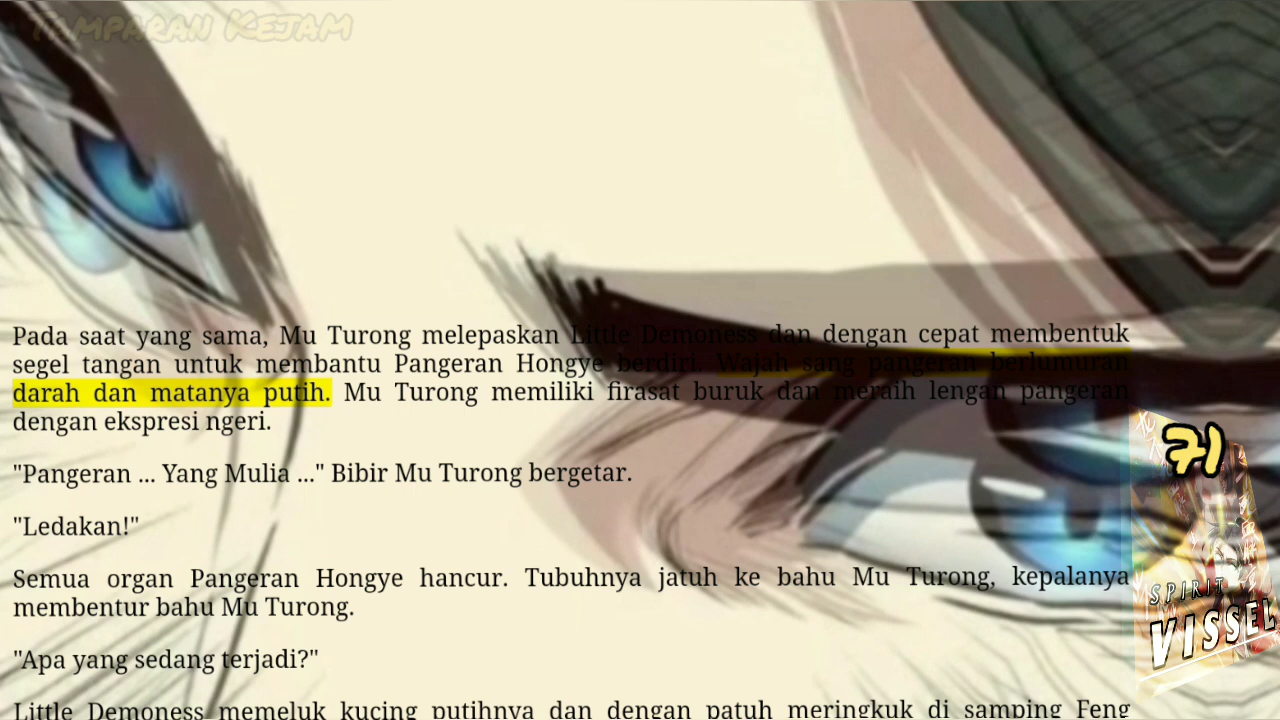 Tamparan Kejam
Pada saat yang sama, Mu Turong melepaskan Little Demoness dan dengan cepat membentuk
segel tangan untuk membantu Pangeran Hongye berdiri. Wajah sang pangeran berlumuran
darah dan matanya putih. Mu Turong memiliki firasat buruk dan meraih lengan pangeran
dengan ekspresi ngeri.
"Pangeran ... Yang Mulia ..." Bibir Mu Turong bergetar.
"Ledakan!"
Semua organ Pangeran Hongye hancur. Tubuhnya jatuh ke bahu Mu Turong, kepalanya
membentur bahu Mu Turong.
"Apa yang sedang terjadi?"
Little Demoness memeluk kucing putihnya dan dengan patuh meringkuk di samping Feng
71
SPIRIT
VISSEL